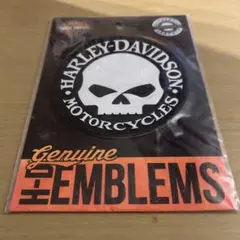 HARLEY-DAVIDSON
MOTORCYCLES
Genuine
H-D EMBLEMS